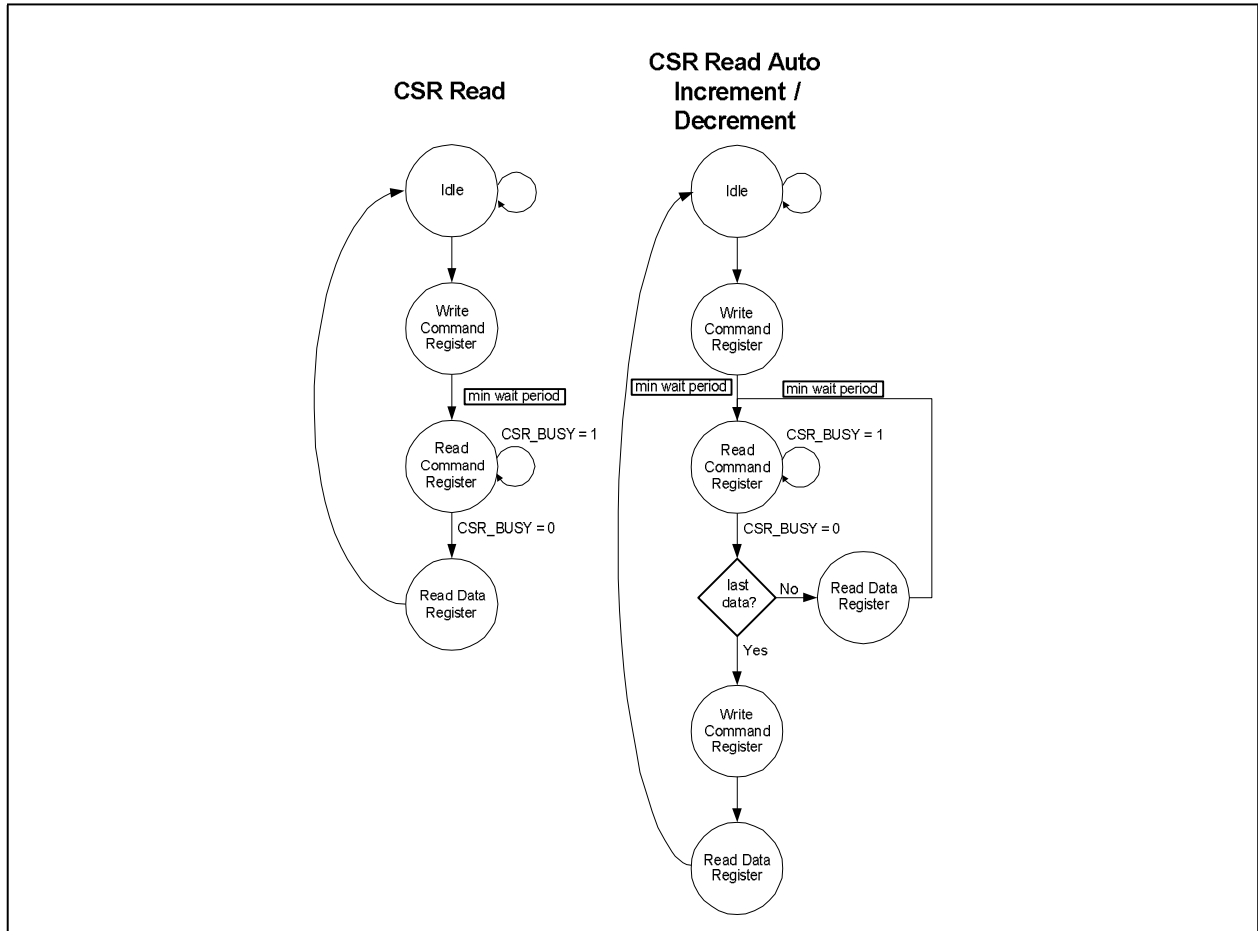 CSR Read
Idle
Write
Command
Register
min wait period
Read
Command
Register
CSR_BUSY = 1
CSR_BUSY = 0
Read Data
Register
CSR Read Auto
Increment /
Decrement
Idle
Write
Command
Register
min wait period
min wait period
Read
Command
Register
CSR_BUSY = 1
CSR_BUSY = 0
last
data?
No
Read Data
Register
Yes
Write
Command
Register
Read Data
Register